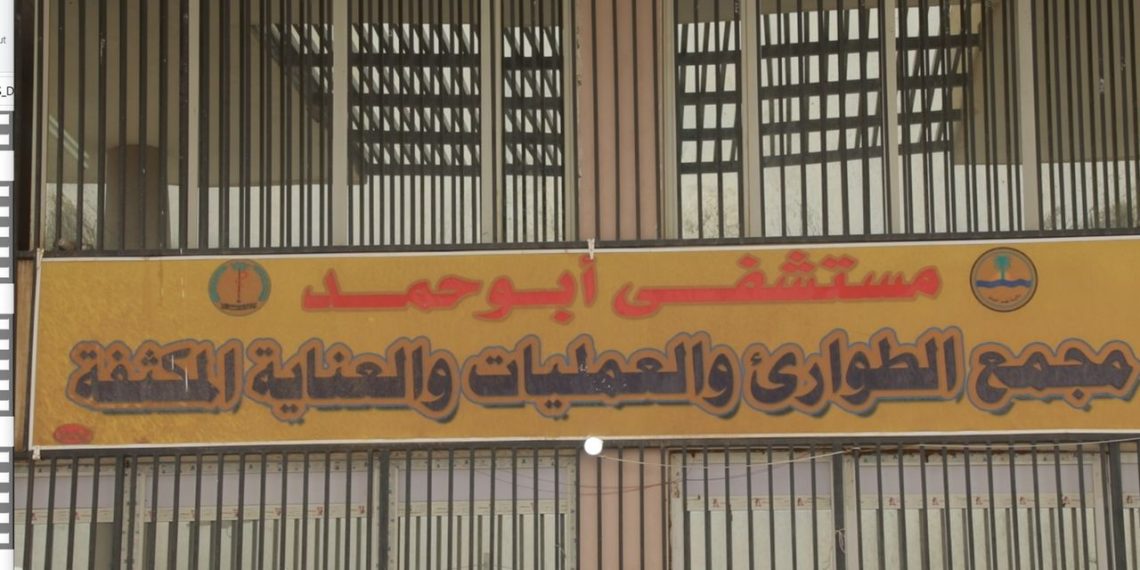 مستشفى أبوحمد
مجمع الطوارئ والعمليات والعناية المكثفة